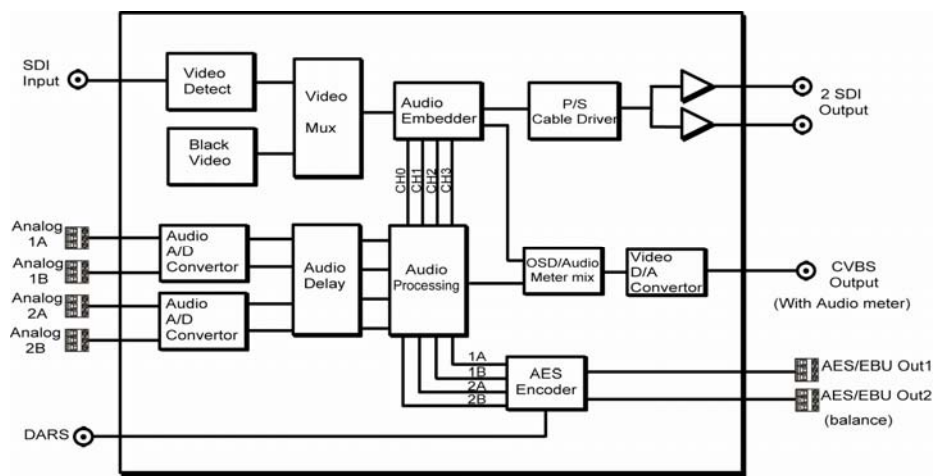 SDI
Input
Video
Detect
Black
Video
Video
Mux
Audio
Embedder
P/S
Cable Driver
2 SDI
Output
CH0
CH1
CH2
CH3
Analog
1A
Analog
1B
Analog
2A
Analog
2B
Audio
A/D
Convertor
Audio
A/D
Convertor
Audio
Delay
Audio
Processing
OSD/Audio
Meter mix
Video
D/A
Convertor
CVBS
Output
(With Audio meter)
1A
1B
2A
2B
AES
Encoder
AES/EBU Out1
AES/EBU Out2
(balance)
DARS